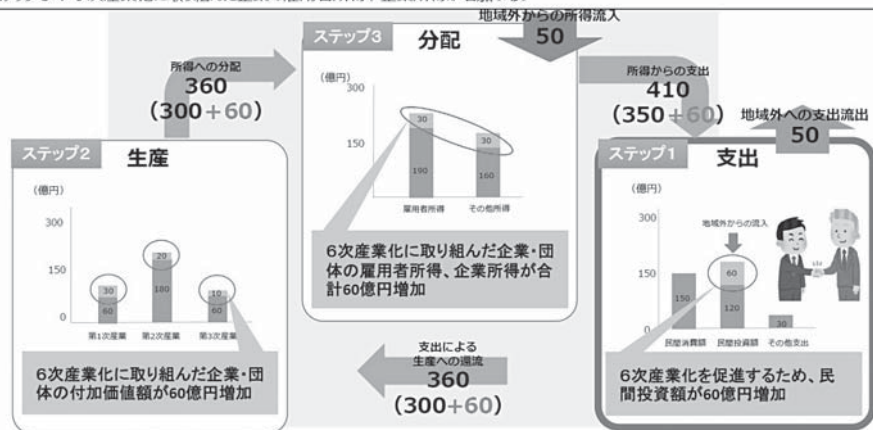 地域外からの所得流入
50
ステップ3
分配
所得への分配
360
(300+60)
(億円)
300
150
30
190
30
160
雇用者所得
その他所得
6次産業化に取り組んだ企業・団
体の雇用者所得、企業所得が合
計60億円増加
所得からの支出
410
(350+60)
地域外への支出流出
50
ステップ2
生産
(億円)
300
150
0
30
60
20
180
10
60
第1次産業
第2次産業
第3次産業
6次産業化に取り組んだ企業・団
体の付加価値額が60億円増加
支出による
生産への還流
360
(300+60)
ステップ1
支出
(億円)
300
150
0
地域外からの流入
150
60
120
30
民間消費額
民間投資額
その他支出
6次産業化を促進するため、民
間投資額が60億円増加